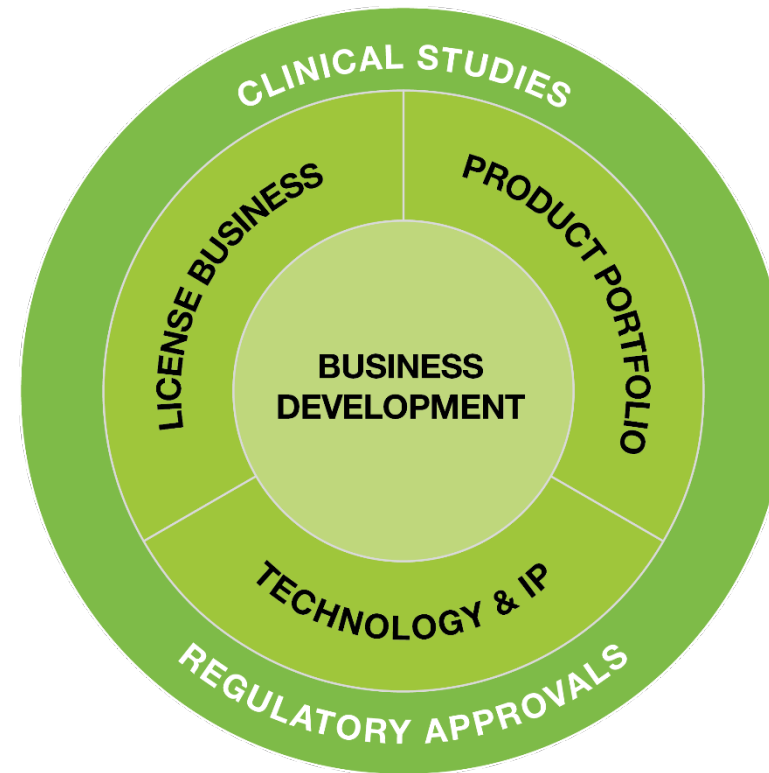 CLINICAL STUDIES
LICENSE BUSINESS
PRODUCT PORTFOLIO
BUSINESS
DEVELOPMENT
TECHNOLOGY & IP
REGULATORY APPROVALS